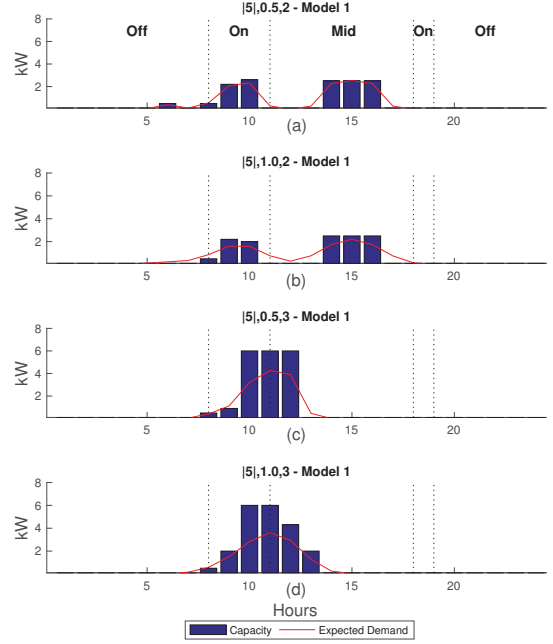 |5|,0.5,2 - Model 1
Off On Mid On Off
8
6
4
2
kW
5 10 15 20
(a)
|5|,1.0,2 - Model 1
8
6
4
2
kW
5 10 15 20
(b)
|5|,0.5,3 - Model 1
8
6
4
2
kW
5 10 15 20
(c)
|5|,1.0,3 - Model 1
8
6
4
2
kW
5 10 15 20
(d)
Hours
Capacity Expected Demand